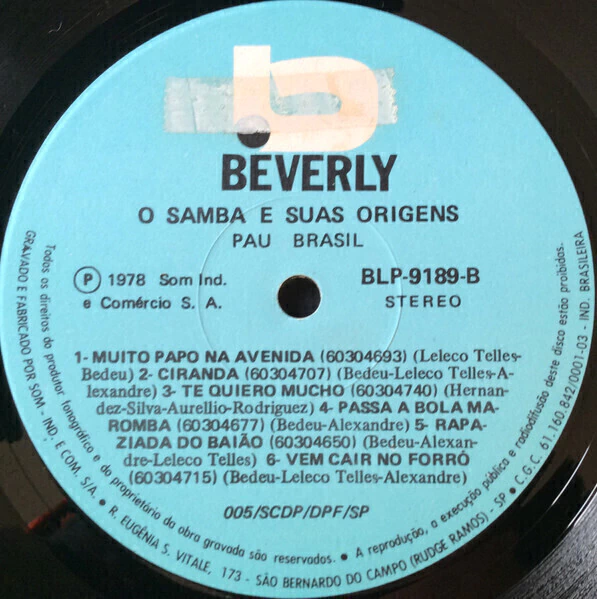 b
BEVERLY
O SAMBA E SUAS ORIGENS
PAU BRASIL
P 1978 Som Ind.
e Comércio S. A.
BLP-9189-B
STEREO
1- MUITO PAPO NA AVENIDA (60304693) (Leleco Telles-
Bedeu) 2- CIRANDA (60304707) (Bedeu-Leleco Telles-A-
lexandre) 3- TE QUIERO MUCHO (60304740) (Hernan-
dez-Silva-Aurellio-Rodriguez) 4- PASSA A BOLA MA-
ROMBA (60304677) (Bedeu-Alexandre) 5- RAPA-
ZIADA DO BAIÃO (60304650) (Bedeu-Alexan-
dre-Leleco Telles) 6- VEM CAIR NO FORRÓ
(60304715) (Bedeu-Leleco Telles-Alexandre)
005/SCDP/DPF/SP
Todos os direitos do produtor fonográfico e do proprietário da obra gravada são reservados. • A reprodução, a execução pública e radiodifusão deste disco estão proibidas.
GRAVADO E FABRICADO POR SOM - IND. E COM. S/A. • R. EUGÊNIA S. VITALE, 173 - SÃO BERNARDO DO CAMPO (RUDGE RAMOS) - SP • C.G.C. 61.160.842/0001-03 - IND. BRASILEIRA